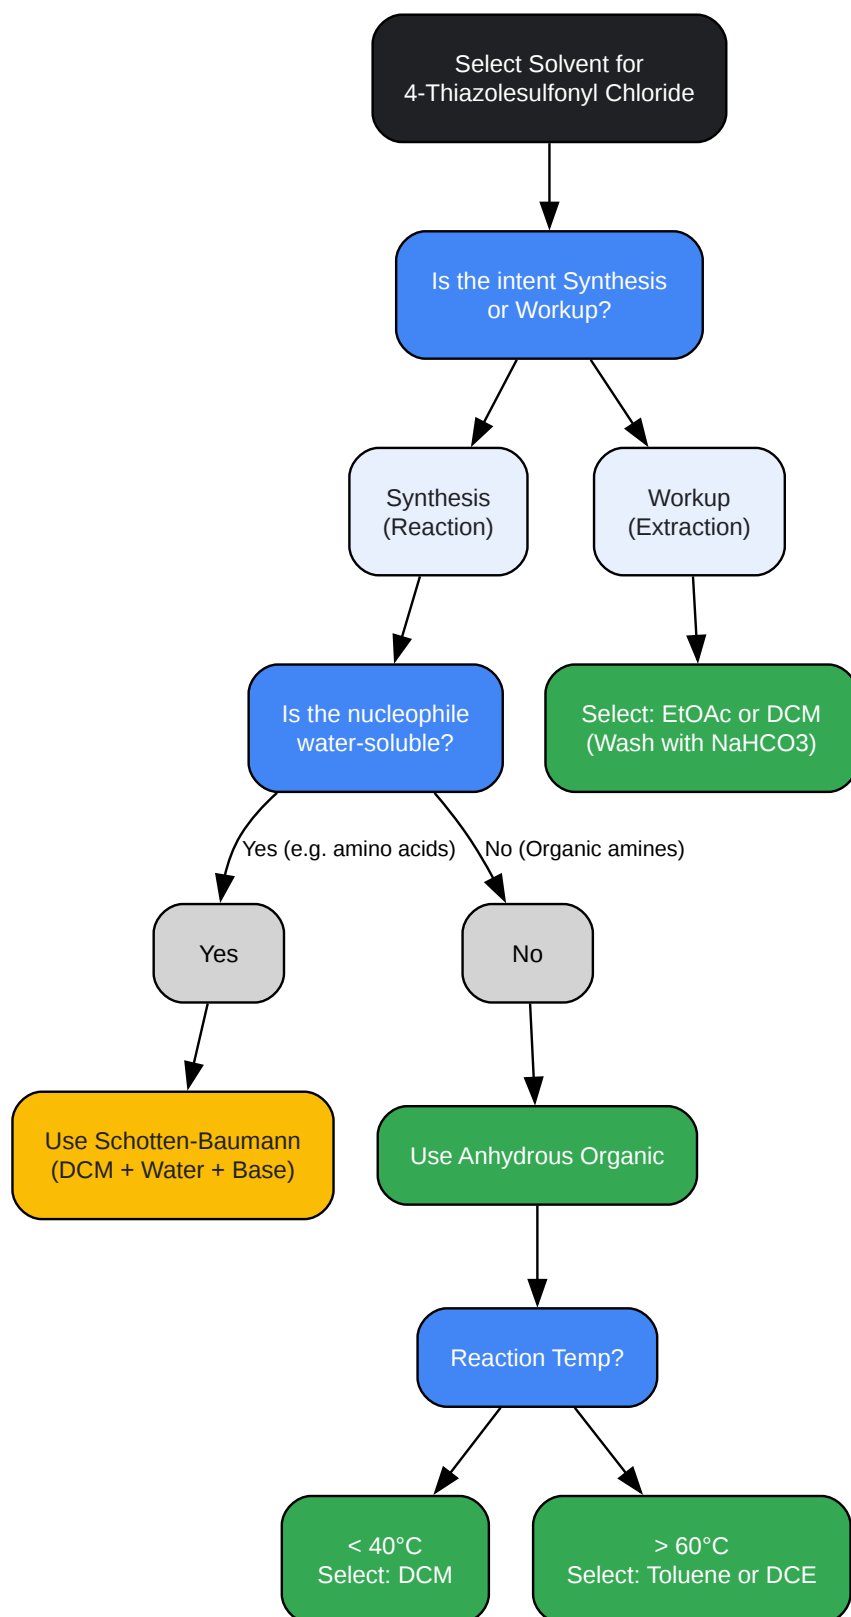 Select Solvent for
4-Thiazolesulfonyl Chloride
Is the intent Synthesis
or Workup?
Synthesis
(Reaction)
Workup
(Extraction)
Is the nucleophile
water-soluble?
Select: EtOAc or DCM
(Wash with NaHCO3)
Yes (e.g. amino acids)
No (Organic amines)
Yes
No
Use Schotten-Baumann
(DCM + Water + Base)
Use Anhydrous Organic
Reaction Temp?
< 40°C
Select: DCM
> 60°C
Select: Toluene or DCE